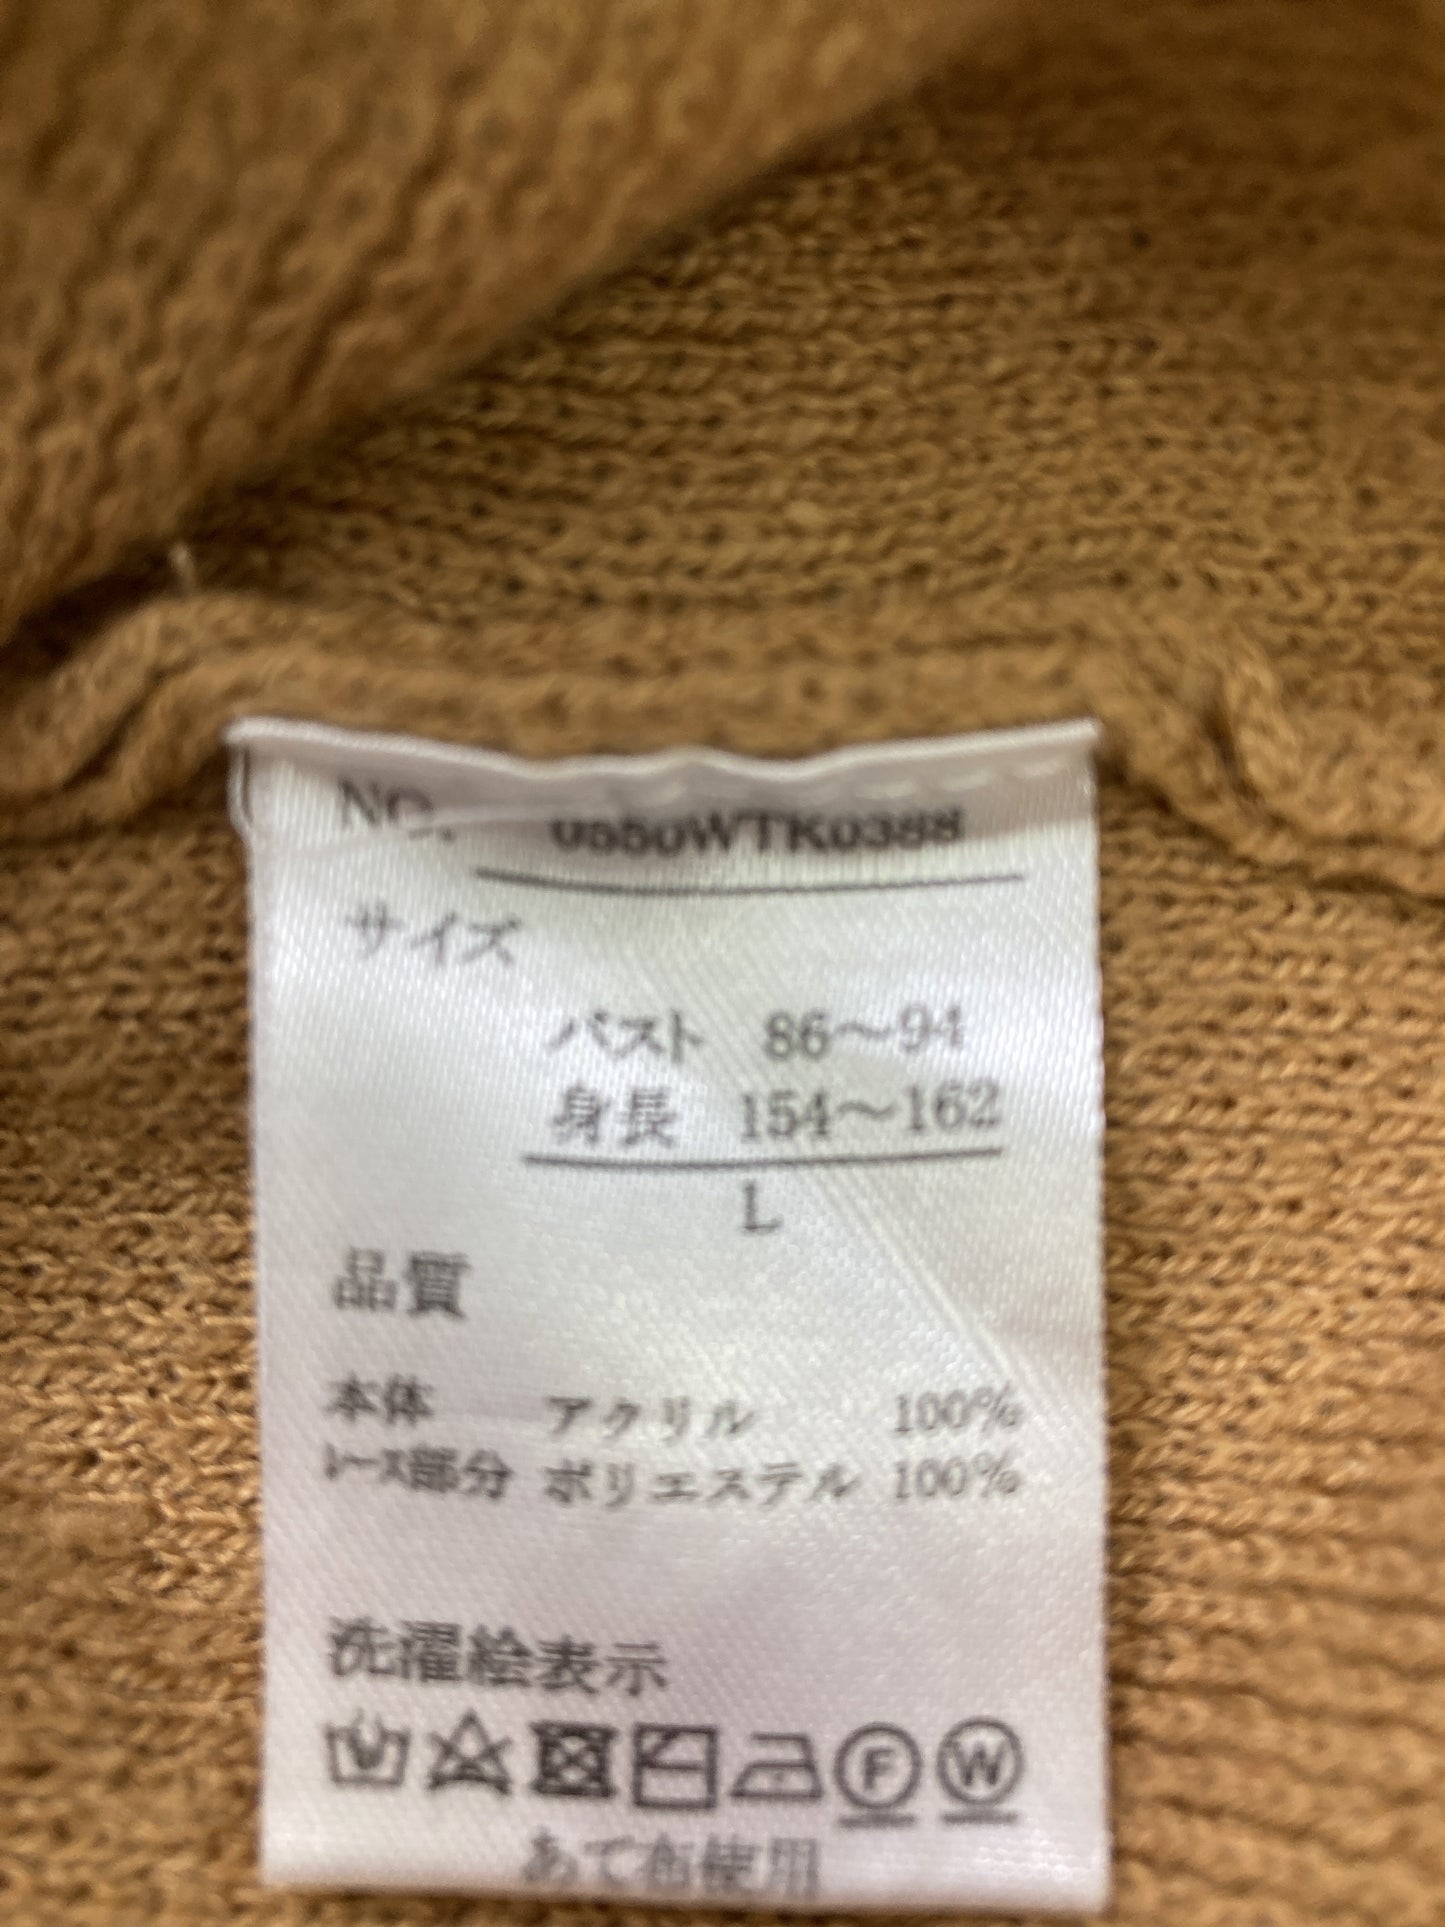 NO. 0550WTK0388
サイズ
バスト 86～94
身長 154～162
L
品質
本体 アクリル 100%
レース部分 ポリエステル 100%
洗濯絵表示
F W
あて布使用